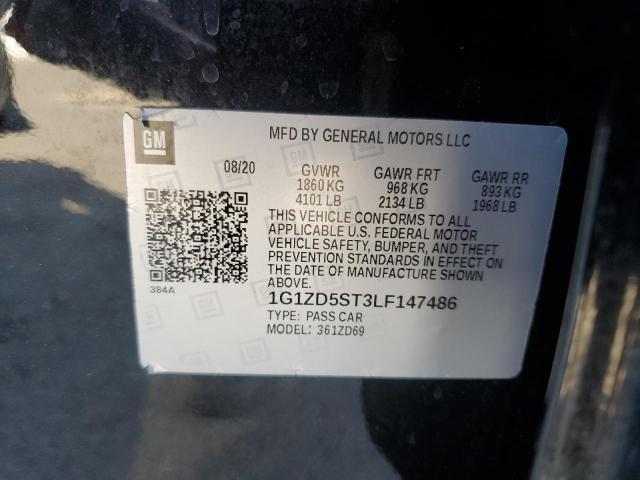 GM
MFD BY GENERAL MOTORS LLC
08/20 GVWR GAWR FRT GAWR RR
1860 KG 968 KG 893 KG
4101 LB 2134 LB 1968 LB
THIS VEHICLE CONFORMS TO ALL
APPLICABLE U.S. FEDERAL MOTOR
VEHICLE SAFETY, BUMPER, AND THEFT
PREVENTION STANDARDS IN EFFECT ON
THE DATE OF MANUFACTURE SHOWN
ABOVE.
384A
1G1ZD5ST3LF147486
TYPE: PASS CAR
MODEL: 361ZD69